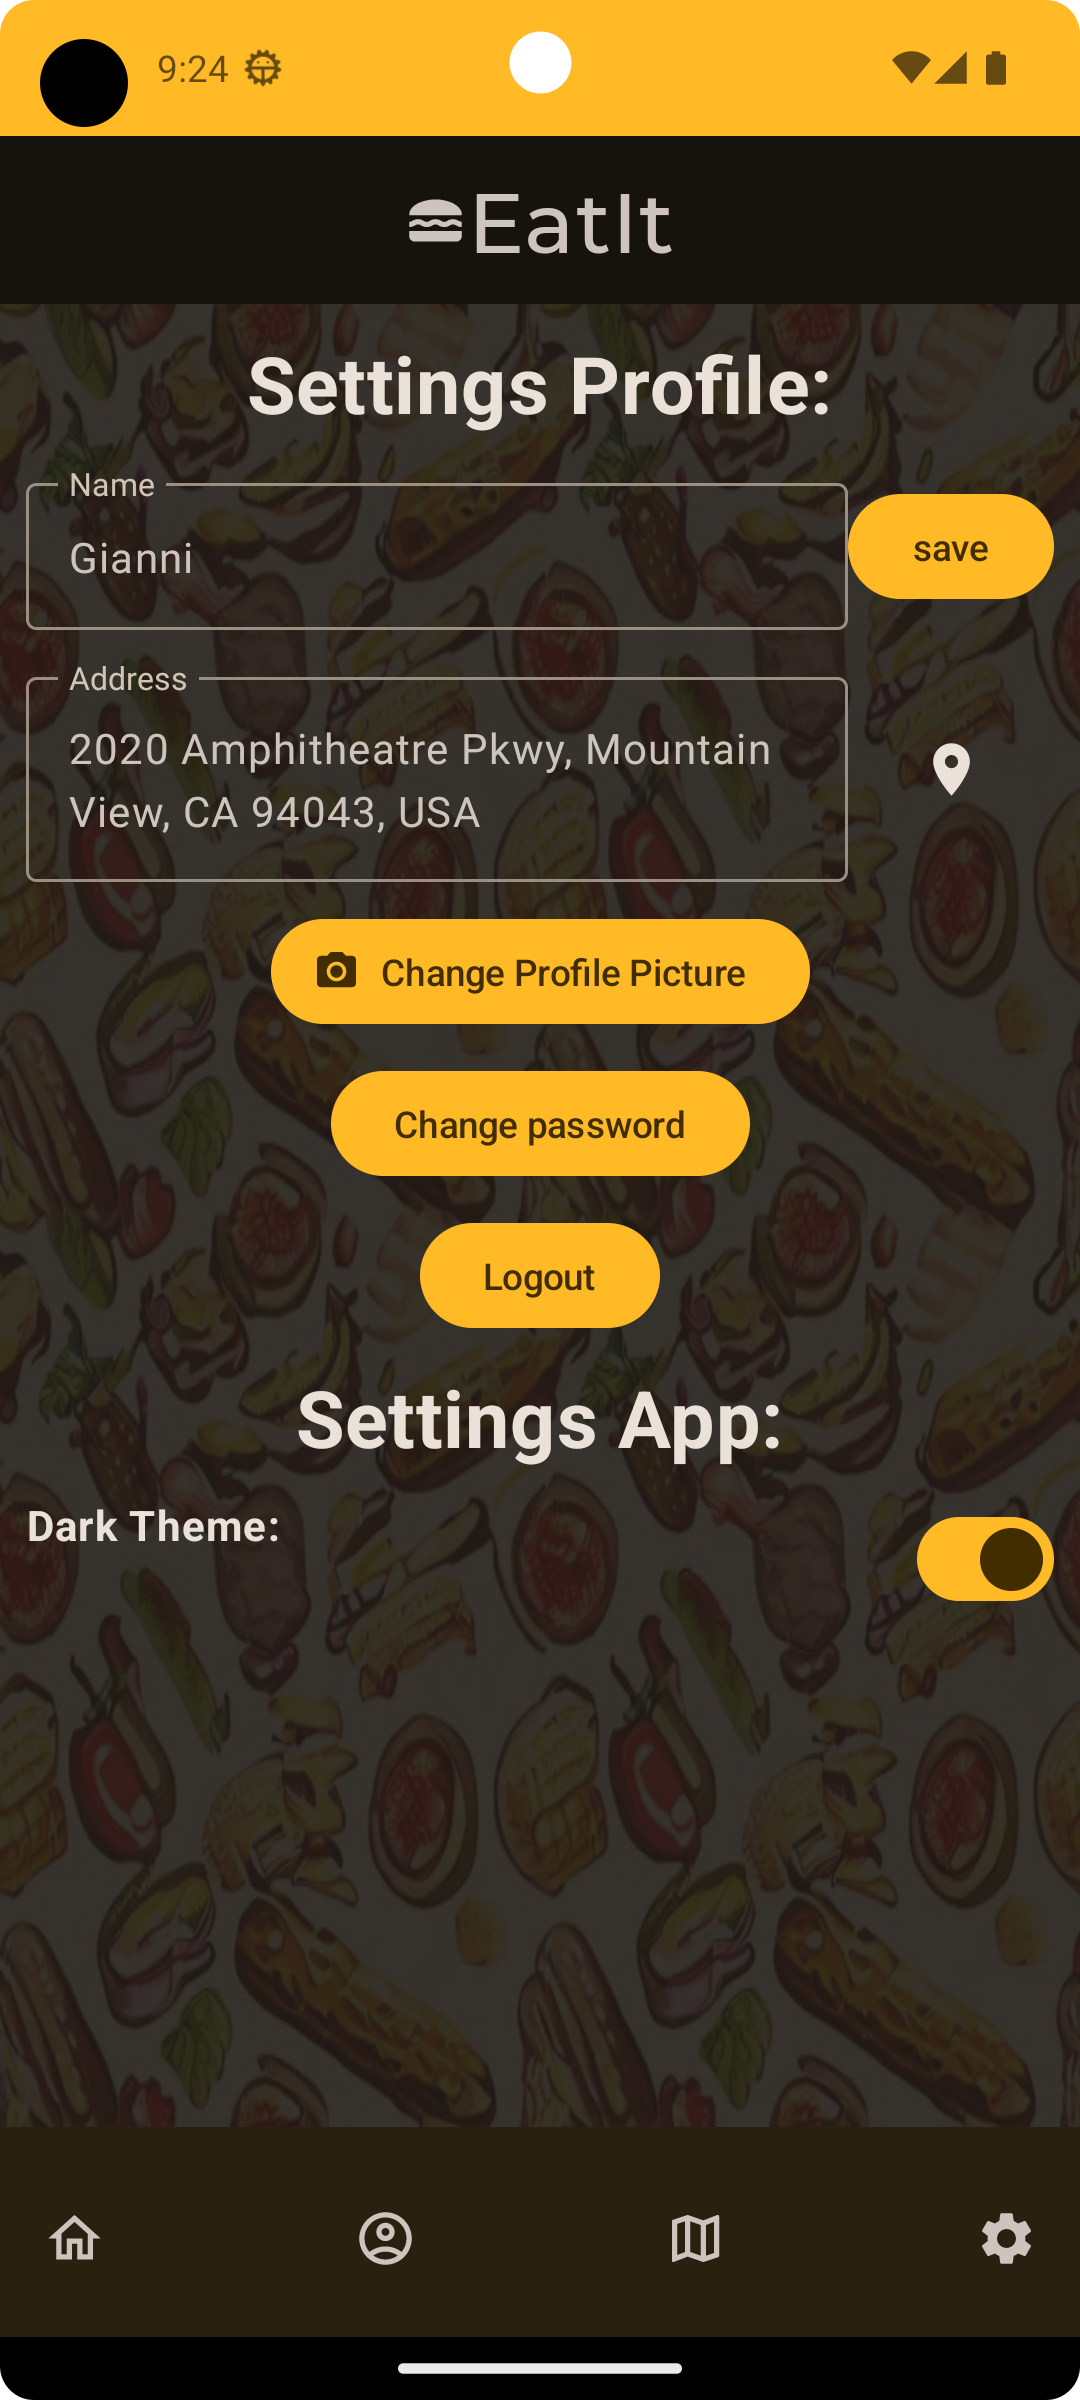 9:24
EatIt
Settings Profile:
Name
Gianni
save
Address
2020 Amphitheatre Pkwy, Mountain
View, CA 94043, USA
Change Profile Picture
Change password
Logout
Settings App:
Dark Theme: